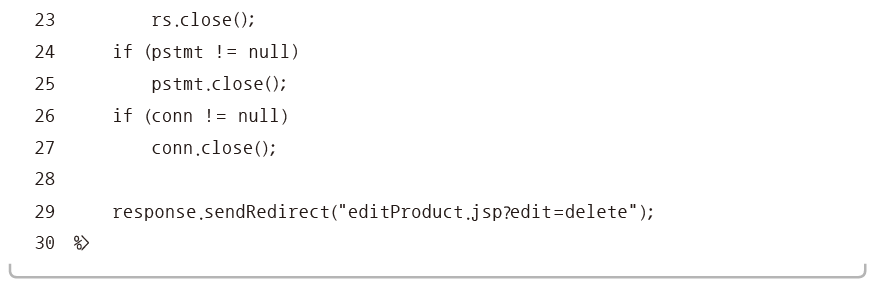 23         rs.close();
24     if (pstmt != null)
25         pstmt.close();
26     if (conn != null)
27         conn.close();
28
29     response.sendRedirect("editProduct.jsp?edit=delete");
30 %>